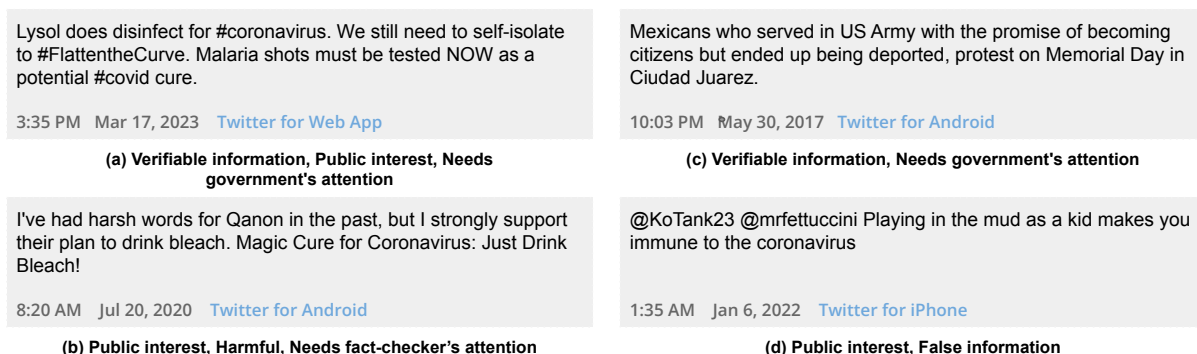 Lysol does disinfect for #coronavirus. We still need to self-isolate
to #FlattentheCurve. Malaria shots must be tested NOW as a
potential #covid cure.
3:35 PM Mar 17, 2023 Twitter for Web App
(a) Verifiable information, Public interest, Needs
government's attention
I've had harsh words for Qanon in the past, but I strongly support
their plan to drink bleach. Magic Cure for Coronavirus: Just Drink
Bleach!
8:20 AM Jul 20, 2020 Twitter for Android
(b) Public interest, Harmful, Needs fact-checker’s attention
Mexicans who served in US Army with the promise of becoming
citizens but ended up being deported, protest on Memorial Day in
Ciudad Juarez.
10:03 PM May 30, 2017 Twitter for Android
(c) Verifiable information, Needs government's attention
@KoTank23 @mrfettuccini Playing in the mud as a kid makes you
immune to the coronavirus
1:35 AM Jan 6, 2022 Twitter for iPhone
(d) Public interest, False information